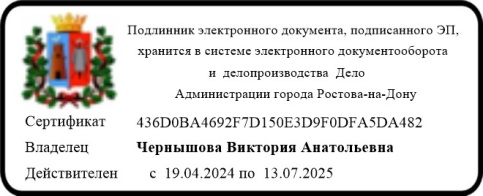 Подлинник электронного документа, подписанного ЭП,
хранится в системе электронного документооборота
и делопроизводства Дело
Администрации города Ростова-на-Дону
Сертификат 436D0BA4692F7D150E3D9F0DFA5DA482
Владелец Чернышова Виктория Анатольевна
Действителен с 19.04.2024 по 13.07.2025